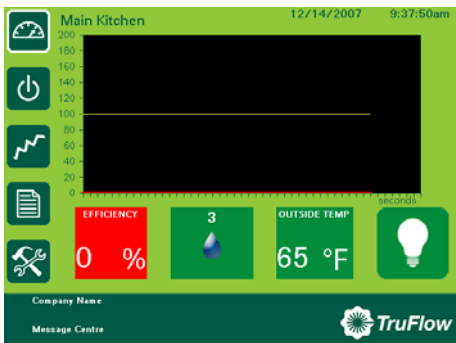 Main Kitchen 12/14/2007 9:37:50am
200
180
160
140
120
100
80
60
40
20
0
seconds
EFFICIENCY 3 OUTSIDE TEMP
0 % 65 °F
Company Name
Message Centre
TruFlow